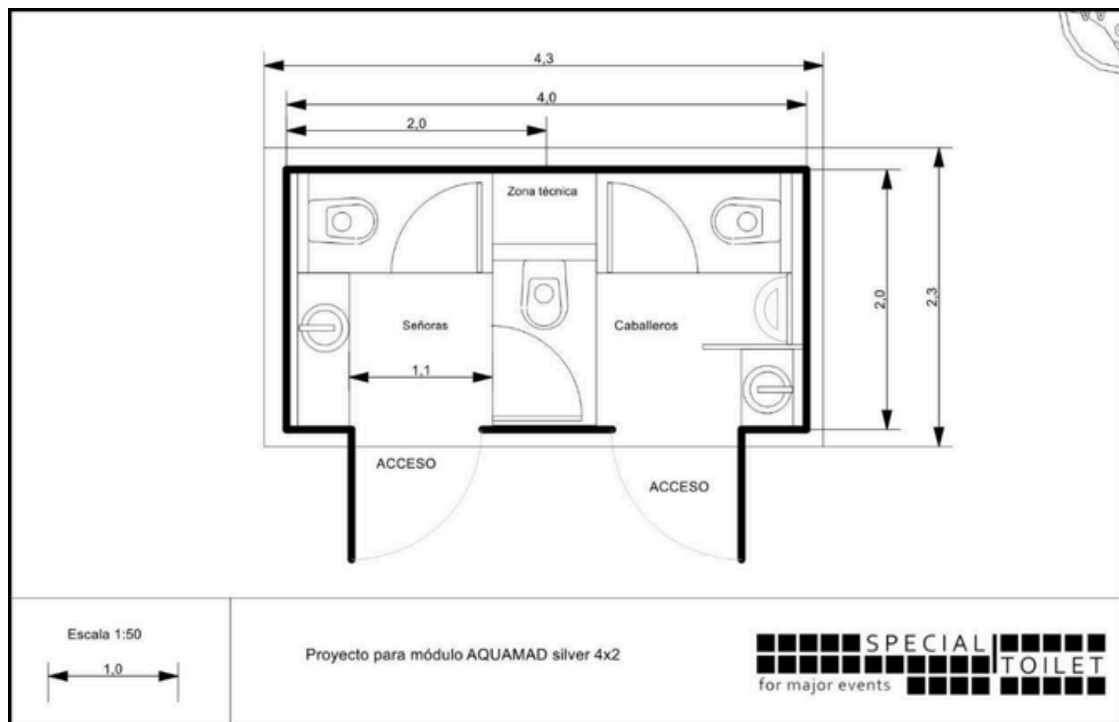 4,3
4,0
2,0
Zona técnica
2,0
2,3
Señoras
Caballeros
1,1
ACCESO
ACCESO
Escala 1:50
1,0
Proyecto para módulo AQUAMAD silver 4x2
SPECIAL
TOILET
for major events